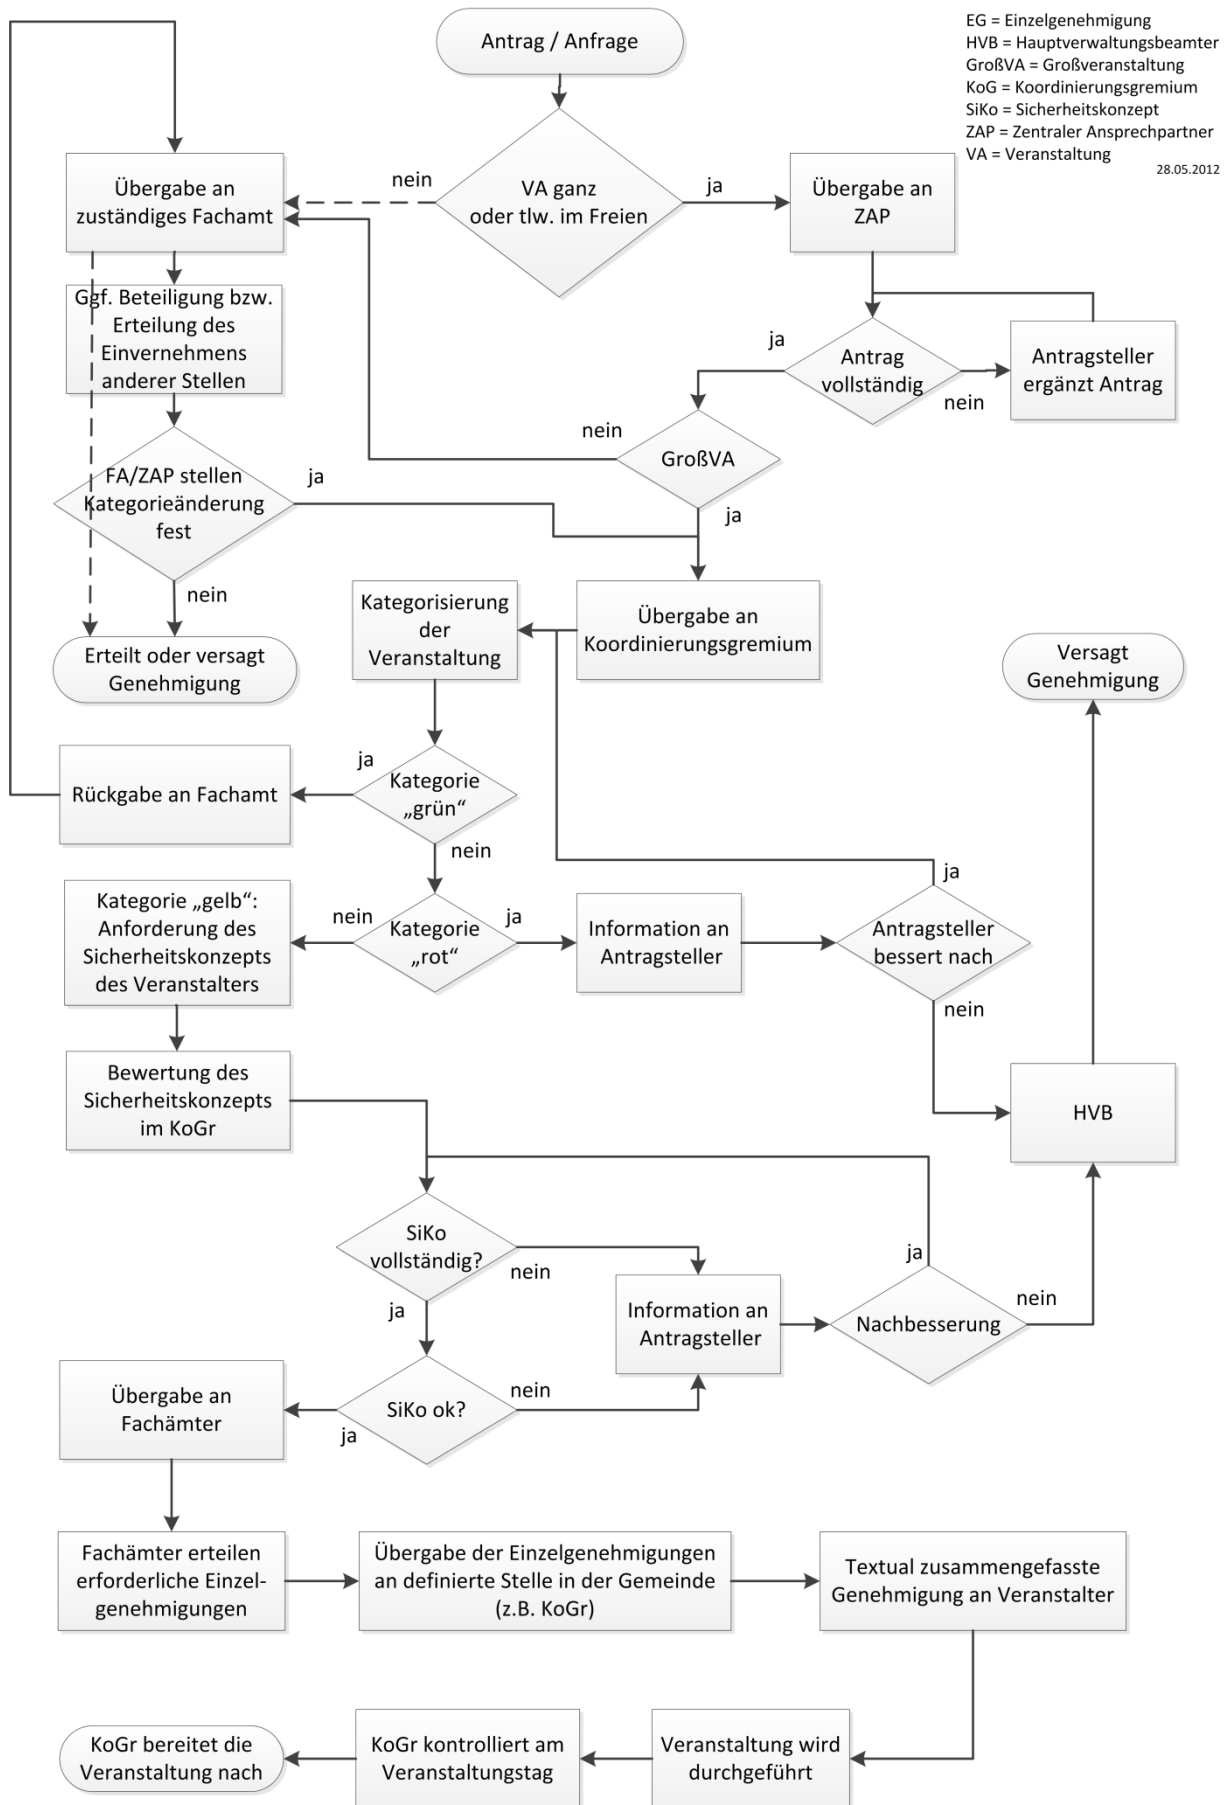 Antrag / Anfrage
EG = Einzelgenehmigung
HVB = Hauptverwaltungsbeamter
GroßVA = Großveranstaltung
KoG = Koordinierungsgremium
SiKo = Sicherheitskonzept
ZAP = Zentraler Ansprechpartner
VA = Veranstaltung
28.05.2012
VA ganz
oder tlw. im Freien
nein
ja
Übergabe an
zuständiges Fachamt
Übergabe an
ZAP
Ggf. Beteiligung bzw.
Erteilung des
Einvernehmens
anderer Stellen
Antrag
vollständig
ja
nein
Antragsteller
ergänzt Antrag
GroßVA
nein
ja
FA/ZAP stellen
Kategorieänderung
fest
ja
nein
Erteilt oder versagt
Genehmigung
Kategorisierung
der
Veranstaltung
Übergabe an
Koordinierungsgremium
Versagt
Genehmigung
Rückgabe an Fachamt
ja
Kategorie
„grün“
nein
Kategorie „gelb“:
Anforderung des
Sicherheitskonzepts
des Veranstalters
nein
Kategorie
„rot“
ja
Information an
Antragsteller
ja
Antragsteller
bessert nach
nein
Bewertung des
Sicherheitskonzepts
im KoGr
HVB
SiKo
vollständig?
nein
ja
Information an
Antragsteller
ja
Nachbesserung
nein
Übergabe an
Fachämter
ja
SiKo ok?
nein
Fachämter erteilen
erforderliche Einzel-
genehmigungen
Übergabe der Einzelgenehmigungen
an definierte Stelle in der Gemeinde
(z.B. KoGr)
Textual zusammengefasste
Genehmigung an Veranstalter
KoGr bereitet die
Veranstaltung nach
KoGr kontrolliert am
Veranstaltungstag
Veranstaltung wird
durchgeführt